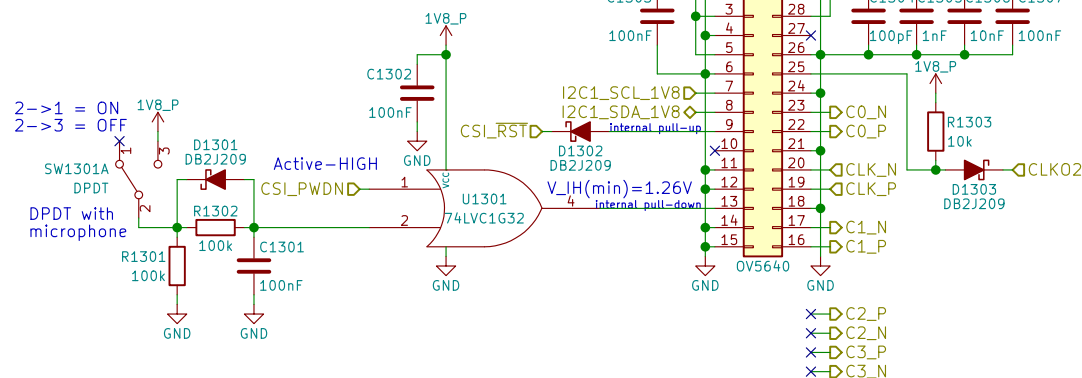 1V8_P
C1302
100nF
GND
2->1 = ON
2->3 = OFF
1V8_P
1
3
SW1301A
DPDT
2
DPDT with
microphone
D1301
DB2J209
R1302
100k
R1301
100k
C1301
100nF
GND
GND
Active-HIGH
CSI_PWDN
1
2
VCC
U1301
74LVC1G32
4
GND
V_IH(min)=1.26V
internal pull-down
CSI_RST
D1302
DB2J209
internal pull-up
I2C1_SCL_1V8
I2C1_SDA_1V8
100nF
3
4
5
6
7
8
9
10
11
12
13
14
15
28
27
26
25
24
23
22
21
20
19
18
17
16
OV5640
GND
GND
100pF
1nF
10nF
100nF
1V8_P
R1303
10k
D1303
DB2J209
CLKO2
C0_N
C0_P
CLK_N
CLK_P
C1_N
C1_P
C2_P
C2_N
C3_P
C3_N